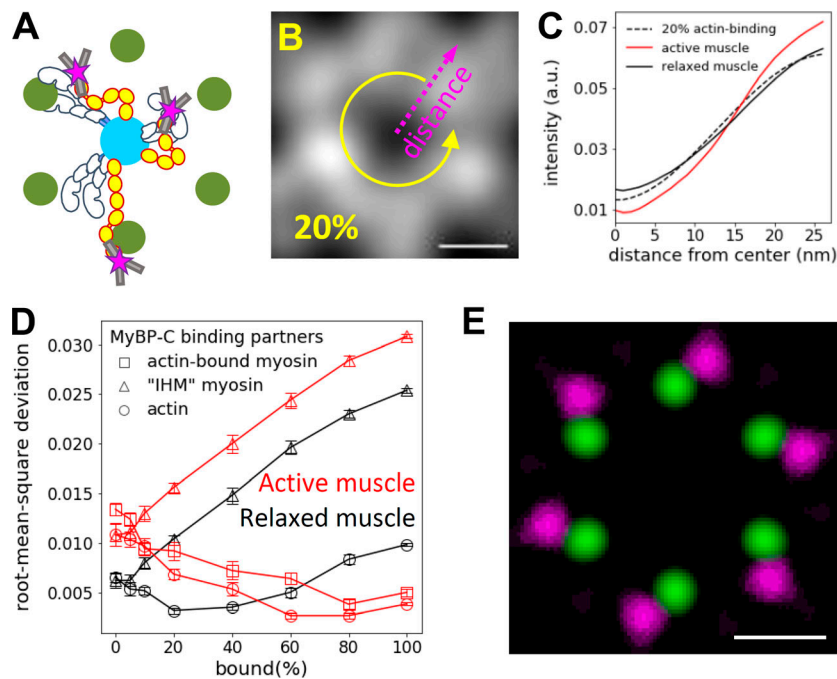 A
B
distance
20%
C
0.07
0.05
0.03
0.01
intensity (a.u.)
20% actin-binding
active muscle
relaxed muscle
0 5 10 15 20 25
distance from center (nm)
D
0.030
0.025
0.020
0.015
0.010
0.005
root-mean-square deviation
MyBP-C binding partners
actin-bound myosin
"IHM" myosin
actin
Active muscle
Relaxed muscle
0 20 40 60 80 100
bound(%)
E